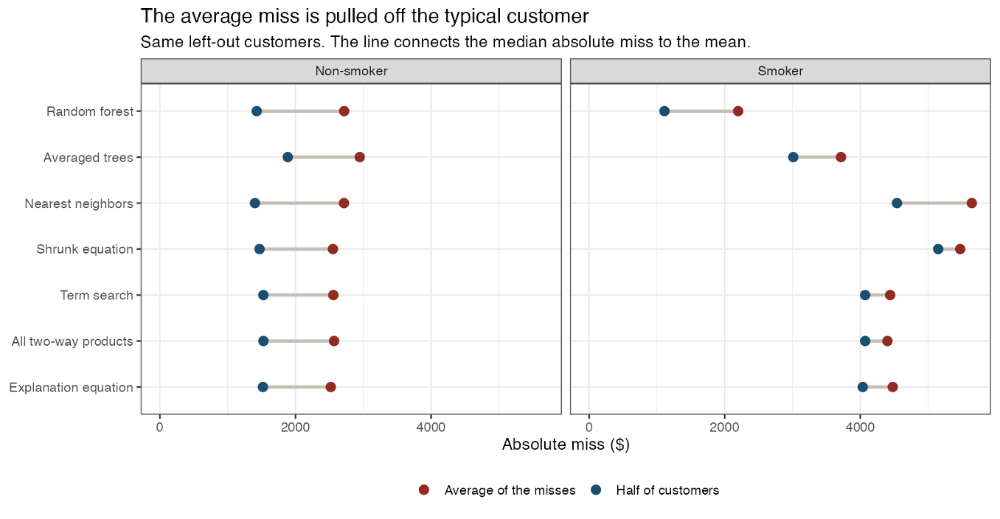 The average miss is pulled off the typical customer
Same left-out customers. The line connects the median absolute miss to the mean.
Non-smoker
Smoker
Random forest
Averaged trees
Nearest neighbors
Shrunk equation
Term search
All two-way products
Explanation equation
0 2000 4000
0 2000 4000
Absolute miss ($)
Average of the misses
Half of customers